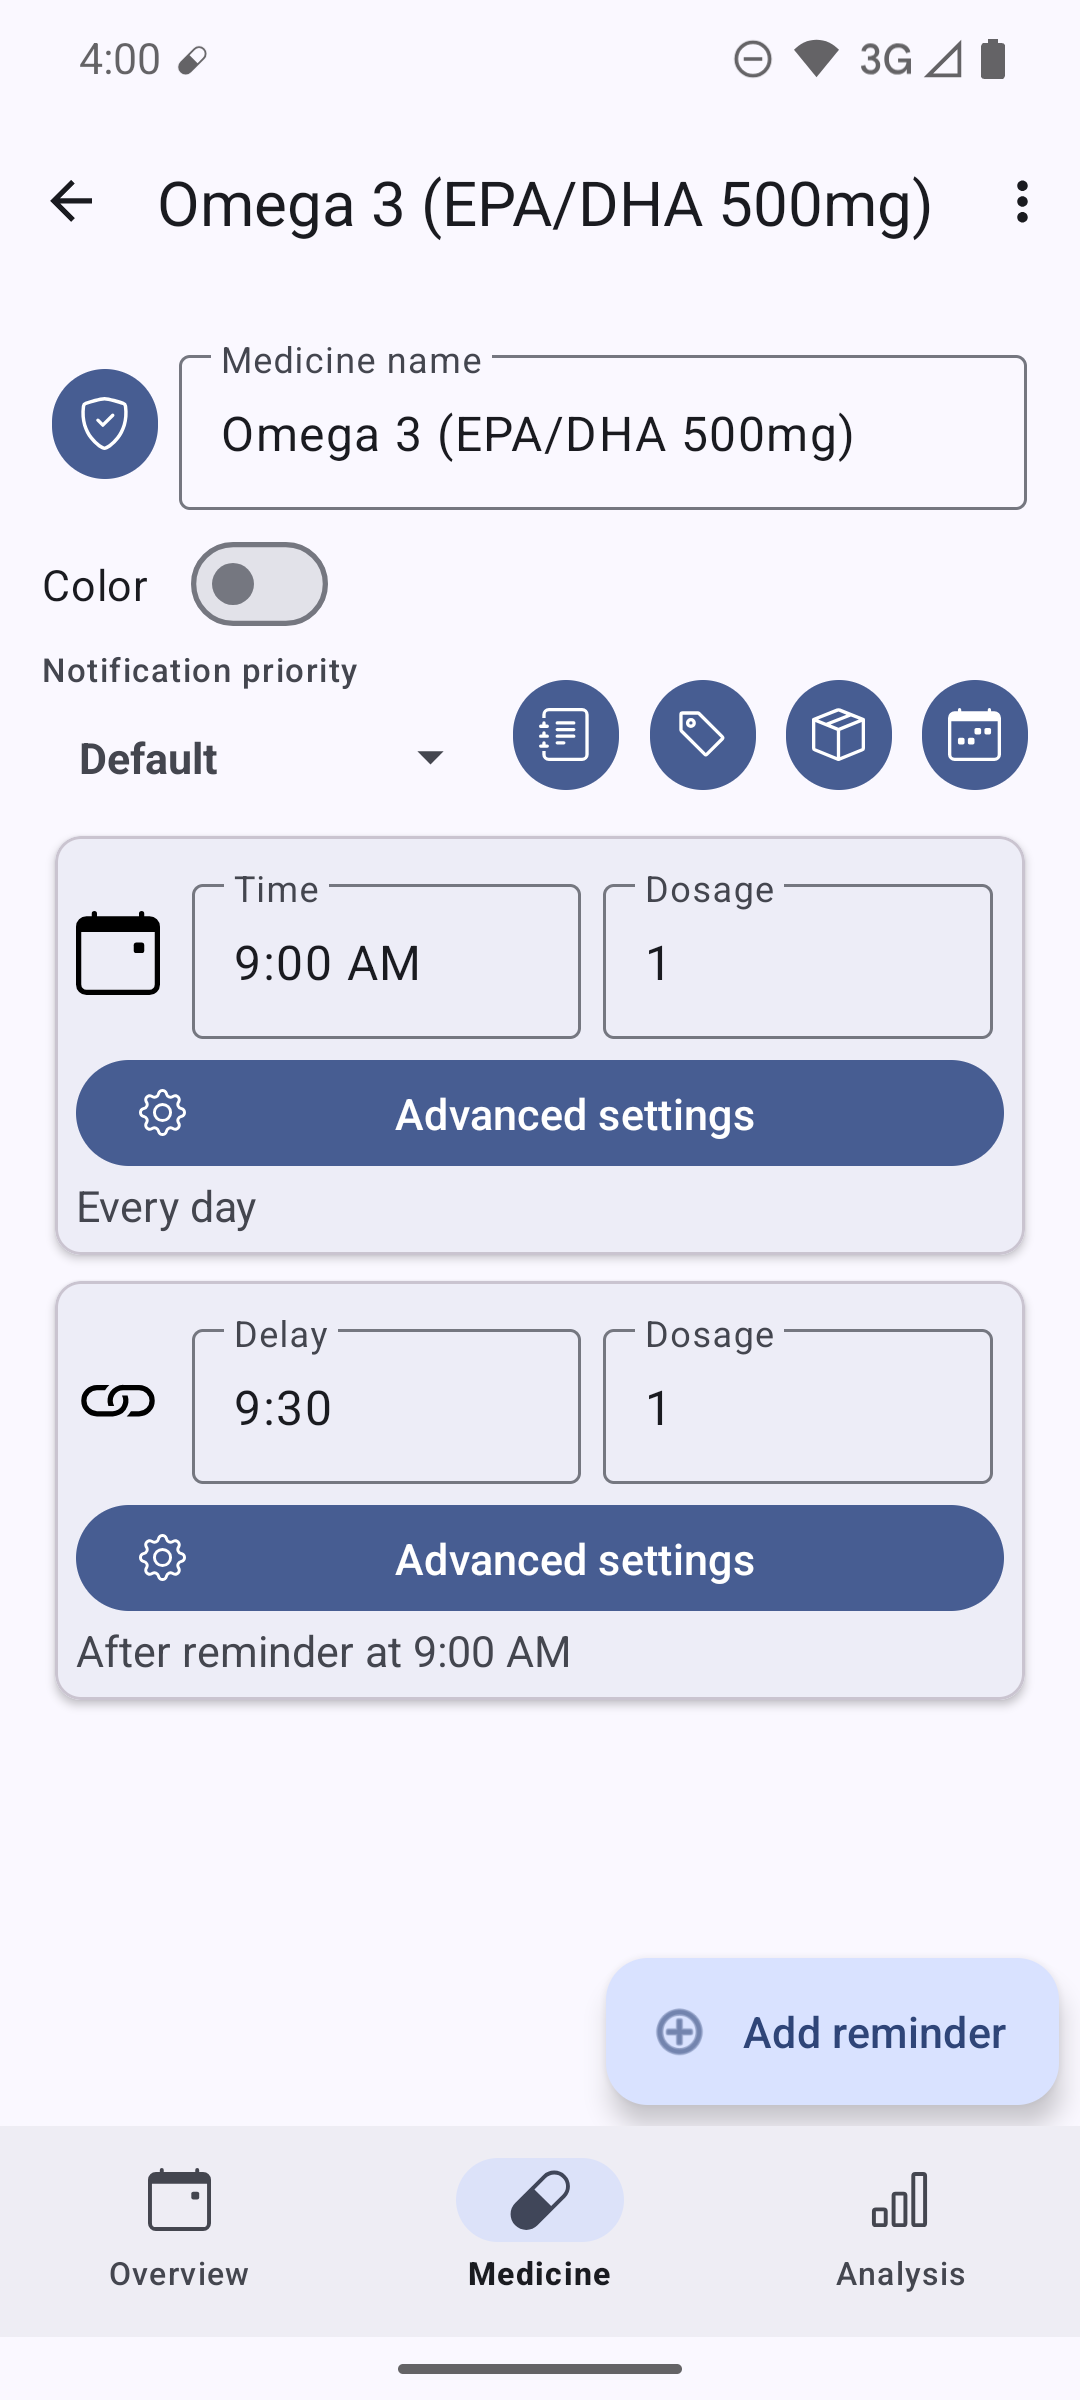 4:00
3G
Omega 3 (EPA/DHA 500mg)
Medicine name
Omega 3 (EPA/DHA 500mg)
Color
Notification priority
Default
Time
Dosage
9:00 AM
1
Advanced settings
Every day
Delay
Dosage
9:30
1
Advanced settings
After reminder at 9:00 AM
Add reminder
Overview
Medicine
Analysis